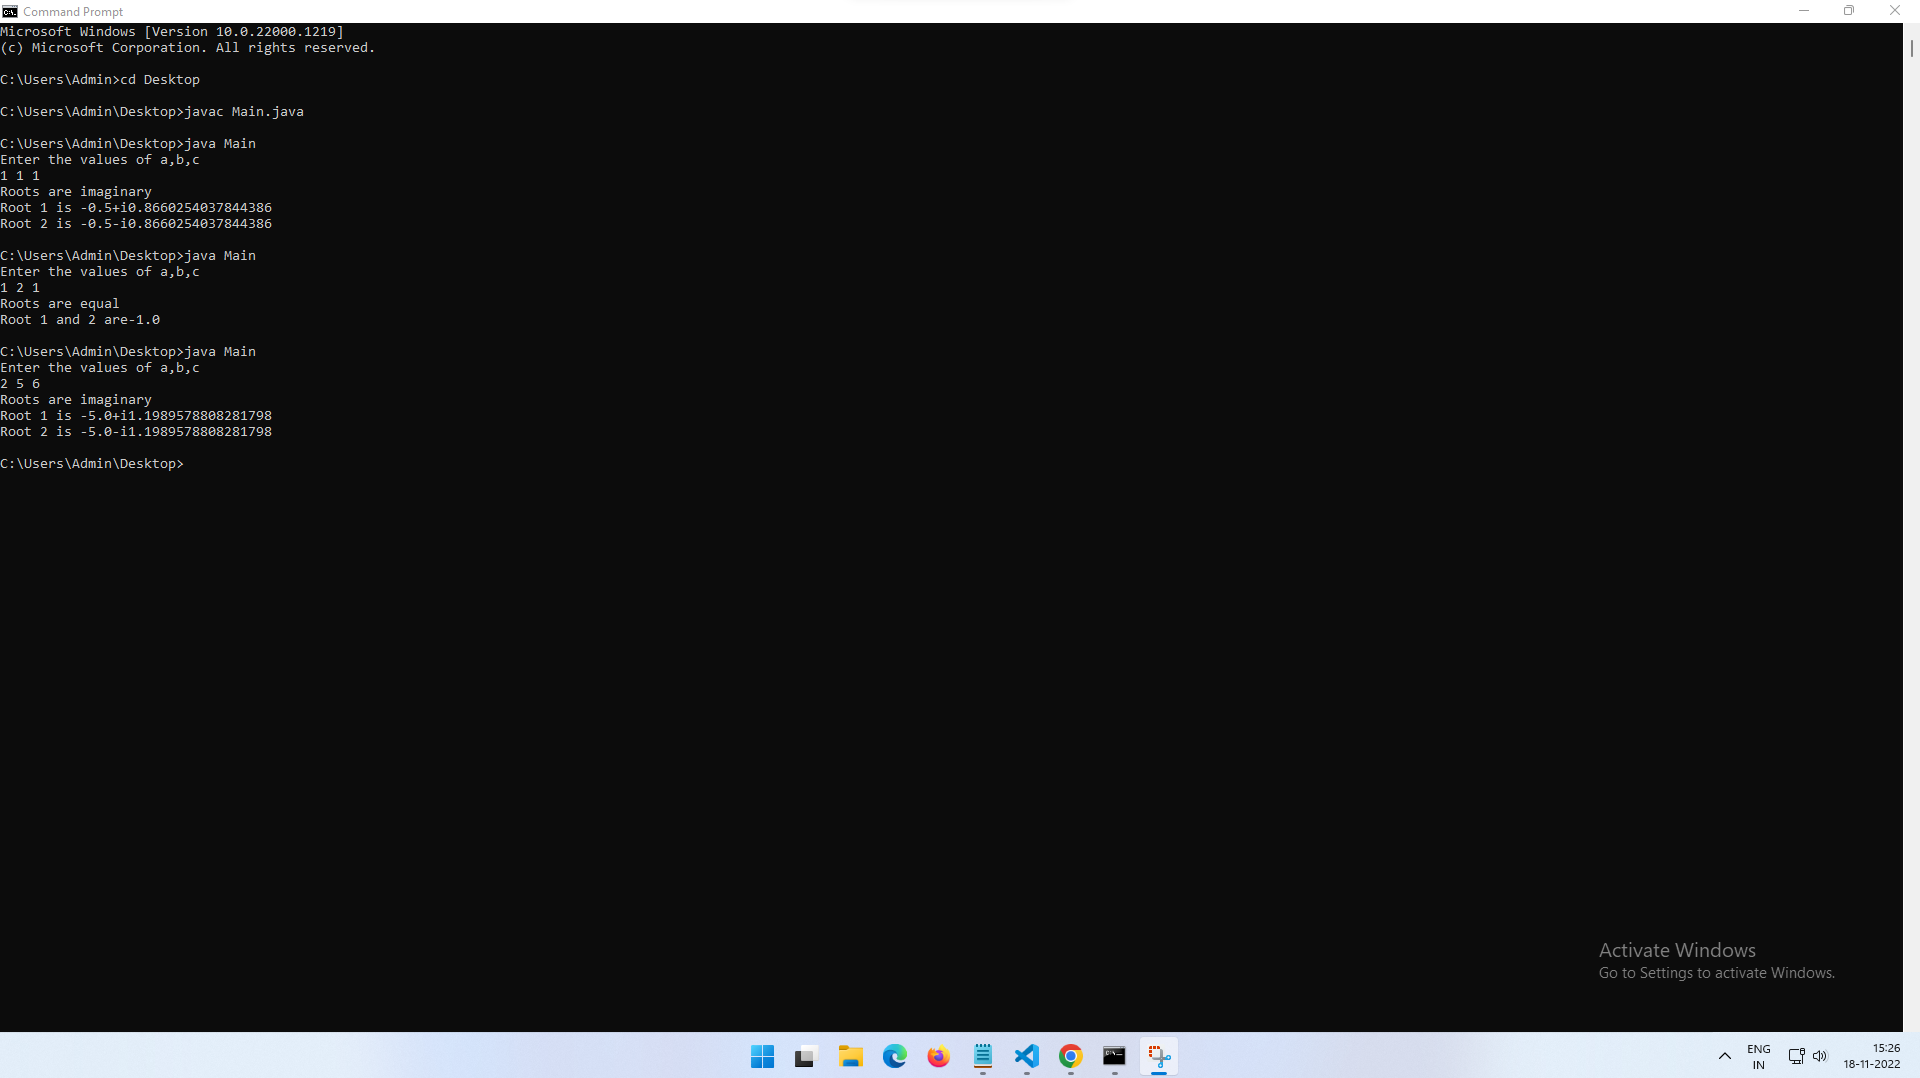 Command Prompt
Microsoft Windows [Version 10.0.22000.1219]
(c) Microsoft Corporation. All rights reserved.
C:\Users\Admin>cd Desktop
C:\Users\Admin\Desktop>javac Main.java
C:\Users\Admin\Desktop>java Main
Enter the values of a,b,c
1 1 1
Roots are imaginary
Root 1 is -0.5+i0.8660254037844386
Root 2 is -0.5-i0.8660254037844386
C:\Users\Admin\Desktop>java Main
Enter the values of a,b,c
1 2 1
Roots are equal
Root 1 and 2 are-1.0
C:\Users\Admin\Desktop>java Main
Enter the values of a,b,c
2 5 6
Roots are imaginary
Root 1 is -5.0+i1.1989578808281798
Root 2 is -5.0-i1.1989578808281798
C:\Users\Admin\Desktop>
Activate Windows
Go to Settings to activate Windows.
ENG
IN
15:26
18-11-2022